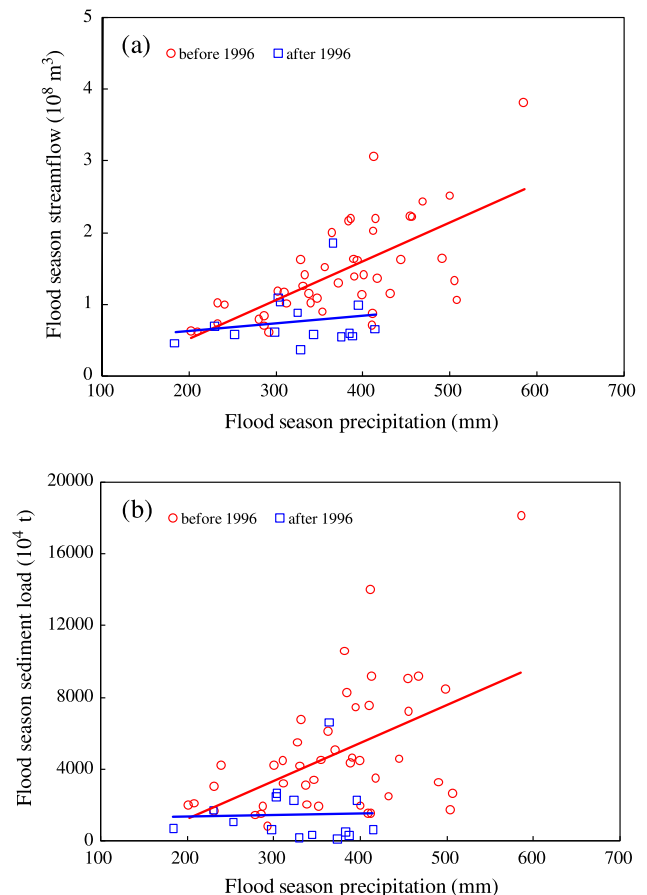 5
(a)
before 1996 after 1996
4
3
2
1
0
100 200 300 400 500 600 700
Flood season streamflow (10⁸ m³)
Flood season precipitation (mm)
20000
(b)
before 1996 after 1996
16000
12000
8000
4000
0
100 200 300 400 500 600 700
Flood season sediment load (10⁴ t)
Flood season precipitation (mm)